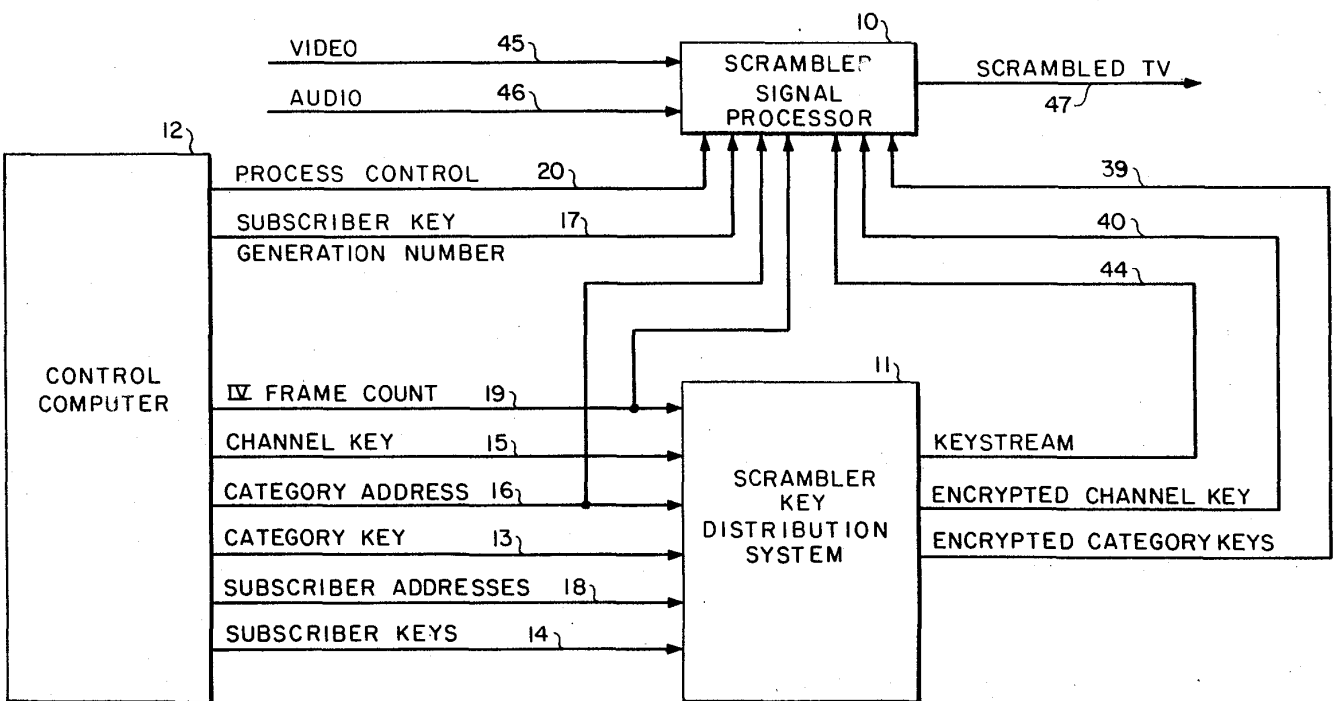 10
VIDEO 45
AUDIO 46
SCRAMBLER
SIGNAL
PROCESSOR
SCRAMBLED TV
47
12
PROCESS CONTROL 20
SUBSCRIBER KEY 17
GENERATION NUMBER
39
40
44
CONTROL
COMPUTER
11
IV FRAME COUNT 19
CHANNEL KEY 15
CATEGORY ADDRESS 16
CATEGORY KEY 13
SUBSCRIBER ADDRESSES 18
SUBSCRIBER KEYS 14
SCRAMBLER
KEY
DISTRIBUTION
SYSTEM
KEYSTREAM
ENCRYPTED CHANNEL KEY
ENCRYPTED CATEGORY KEYS